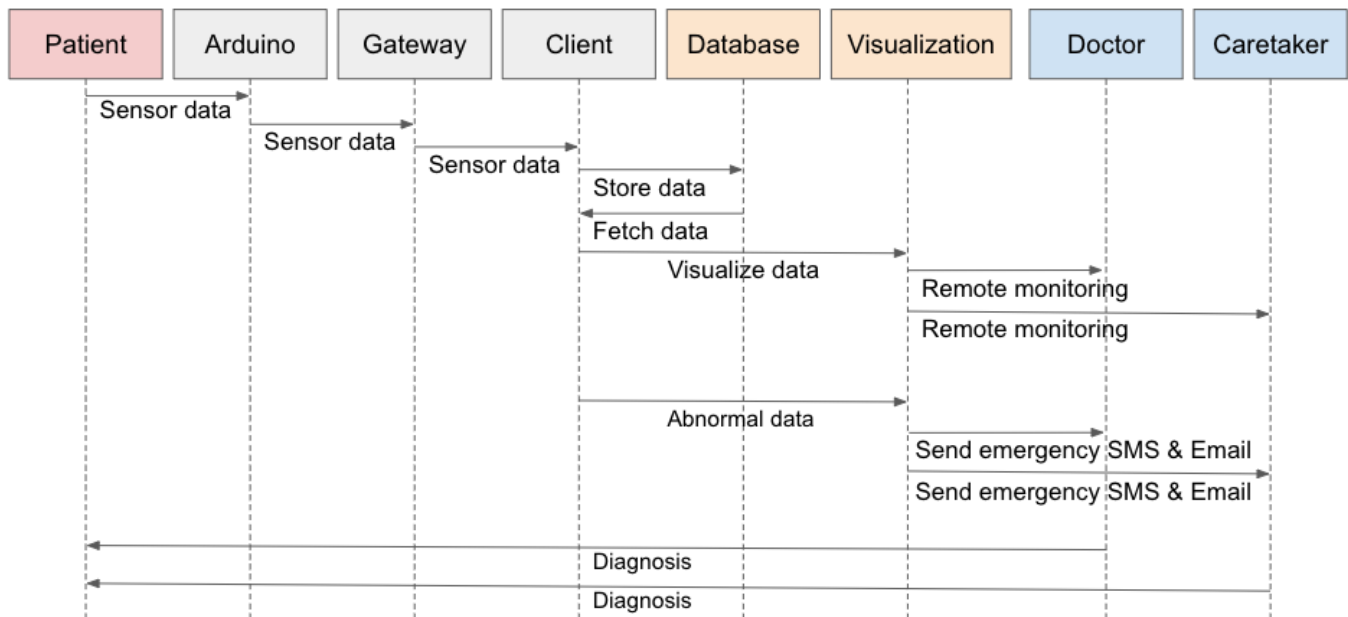 Patient
Arduino
Gateway
Client
Database
Visualization
Doctor
Caretaker
Sensor data
Sensor data
Sensor data
Store data
Fetch data
Visualize data
Remote monitoring
Remote monitoring
Abnormal data
Send emergency SMS & Email
Send emergency SMS & Email
Diagnosis
Diagnosis